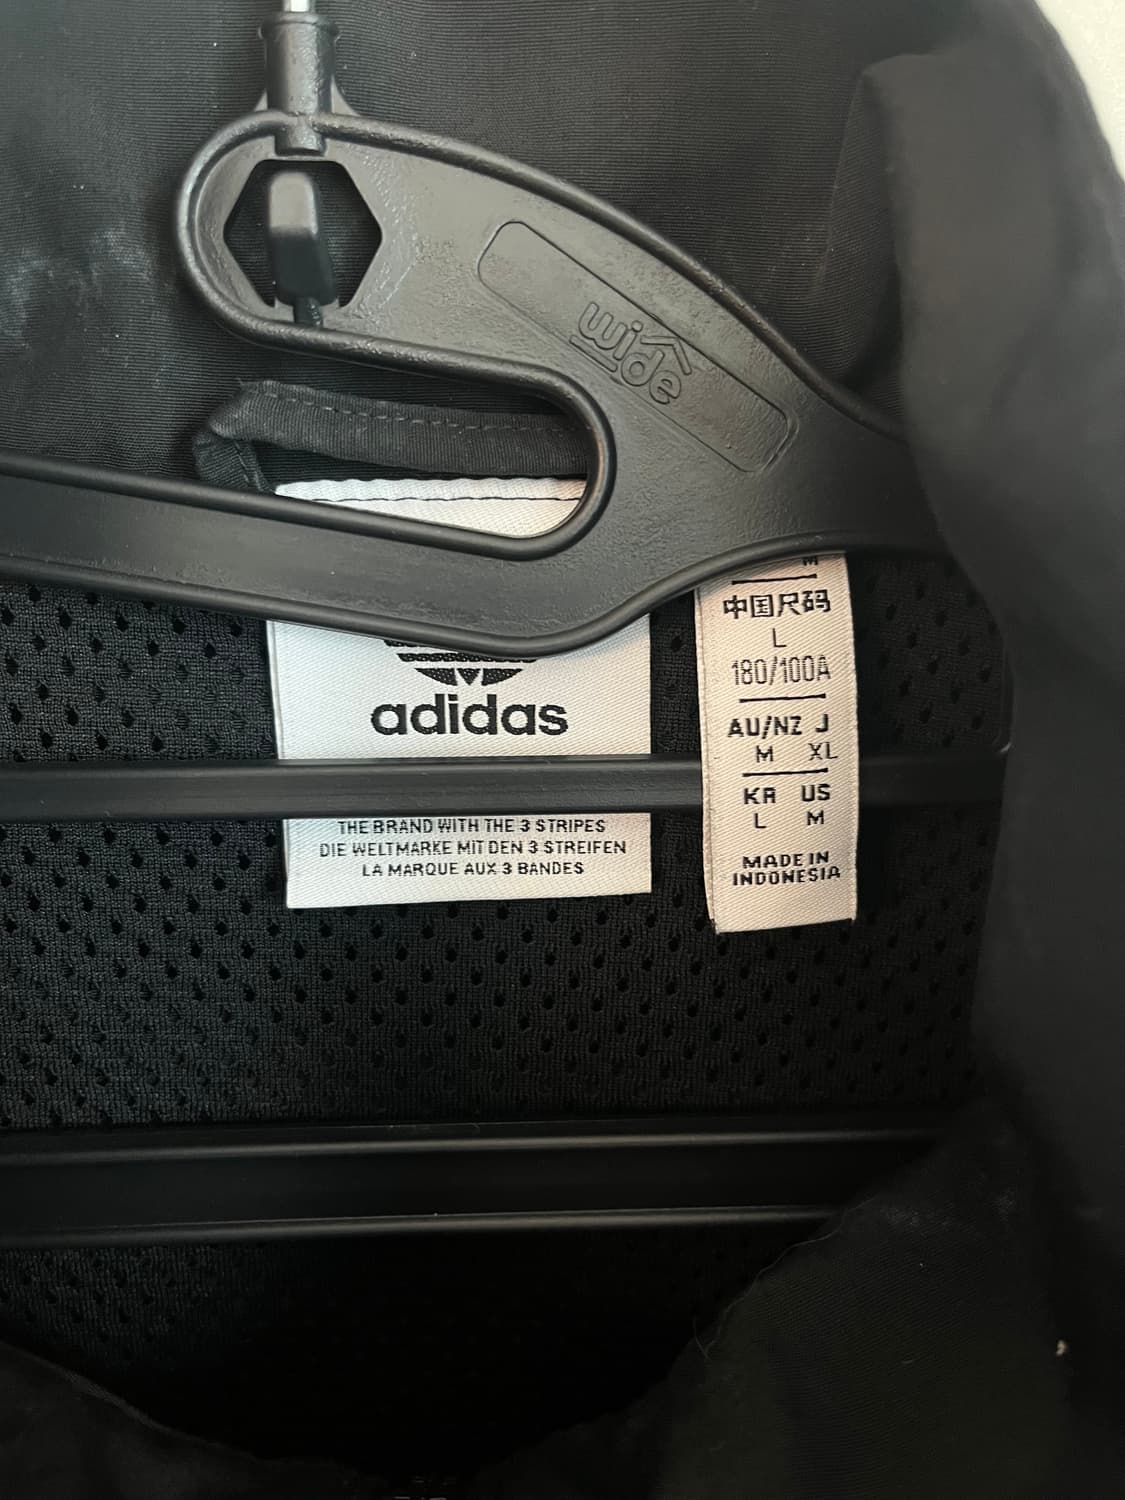 wide
adidas
THE BRAND WITH THE 3 STRIPES
DIE WELTMARKE MIT DEN 3 STREIFEN
LA MARQUE AUX 3 BANDES
M
中国尺码
L
180/100A
AU/NZ J
M XL
KR US
L M
MADE IN
INDONESIA